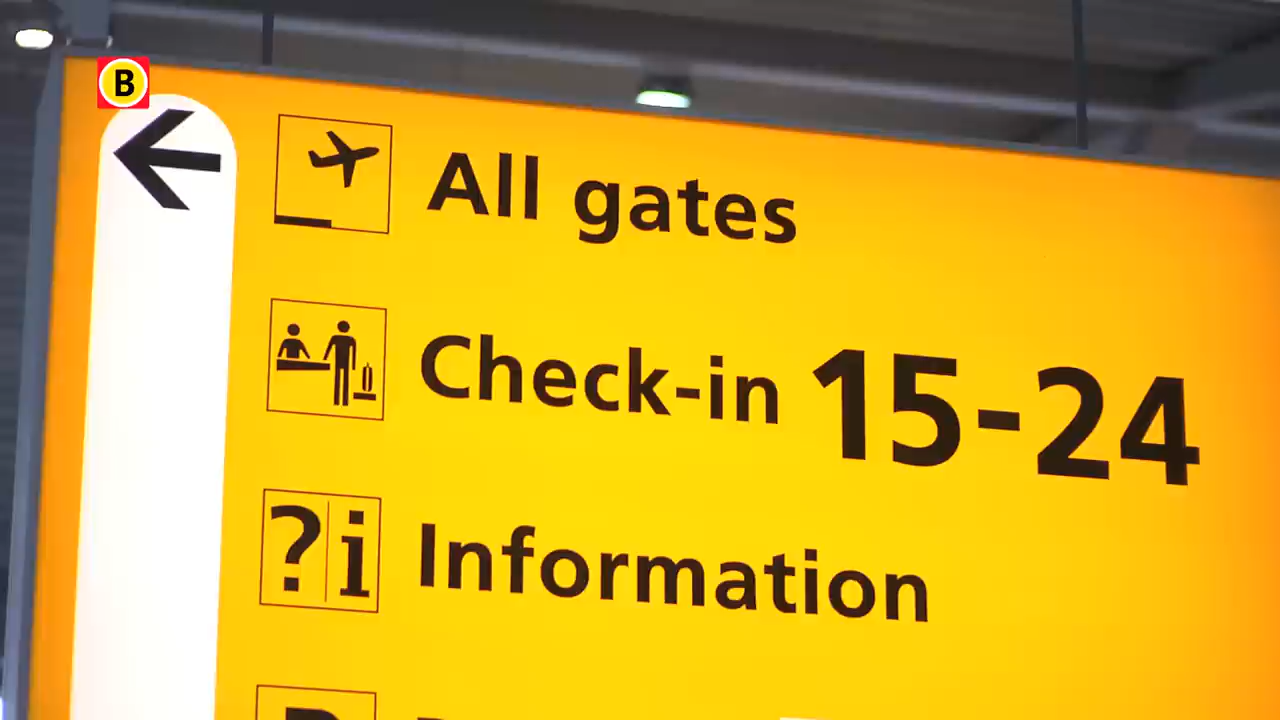 B
All gates
Check-in 15-24
?i Information